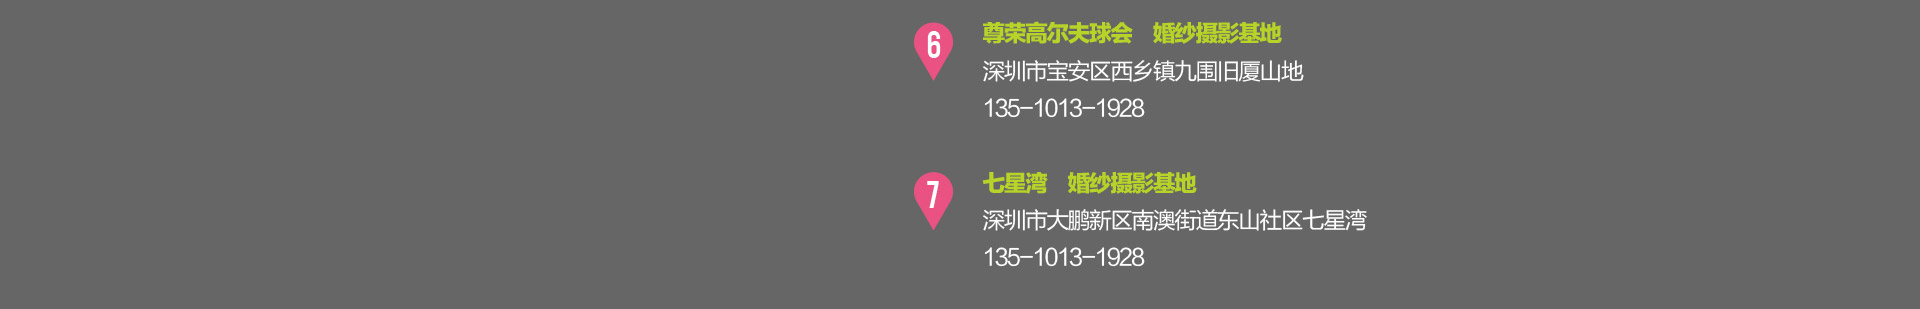 6
尊荣高尔夫球会　婚纱摄影基地
深圳市宝安区西乡镇九围旧厦山地
135-1013-1928
7
七星湾　婚纱摄影基地
深圳市大鹏新区南澳街道东山社区七星湾
135-1013-1928